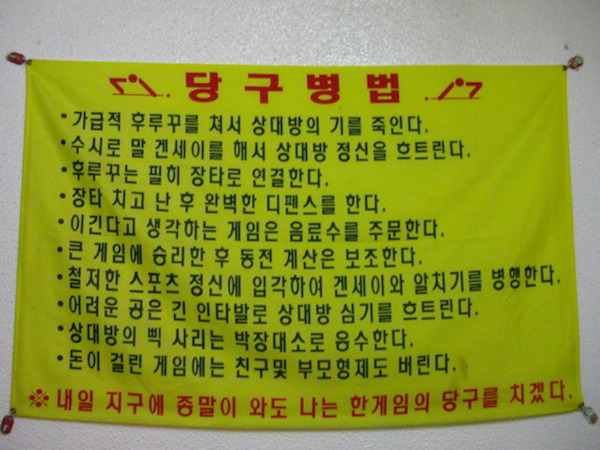 당구병법
• 가급적 후루꾸를 쳐서 상대방의 기를 죽인다.
• 수시로 말 겐세이를 해서 상대방 정신을 흐트린다.
• 후루꾸는 필히 장타로 연결한다.
• 장타 치고 난 후 완벽한 디펜스를 한다.
• 이긴다고 생각하는 게임은 음료수를 주문한다.
• 큰 게임에 승리한 후 동전 계산은 보조한다.
• 철저한 스포츠 정신에 입각하여 겐세이와 알치기를 병행한다.
• 어려운 공은 긴 인타발로 상대방 심기를 흐트린다.
• 상대방의 삑 사리는 박장대소로 응수한다.
• 돈이 걸린 게임에는 친구및 부모형제도 버린다.
※ 내일 지구에 종말이 와도 나는 한게임의 당구를 치겠다.